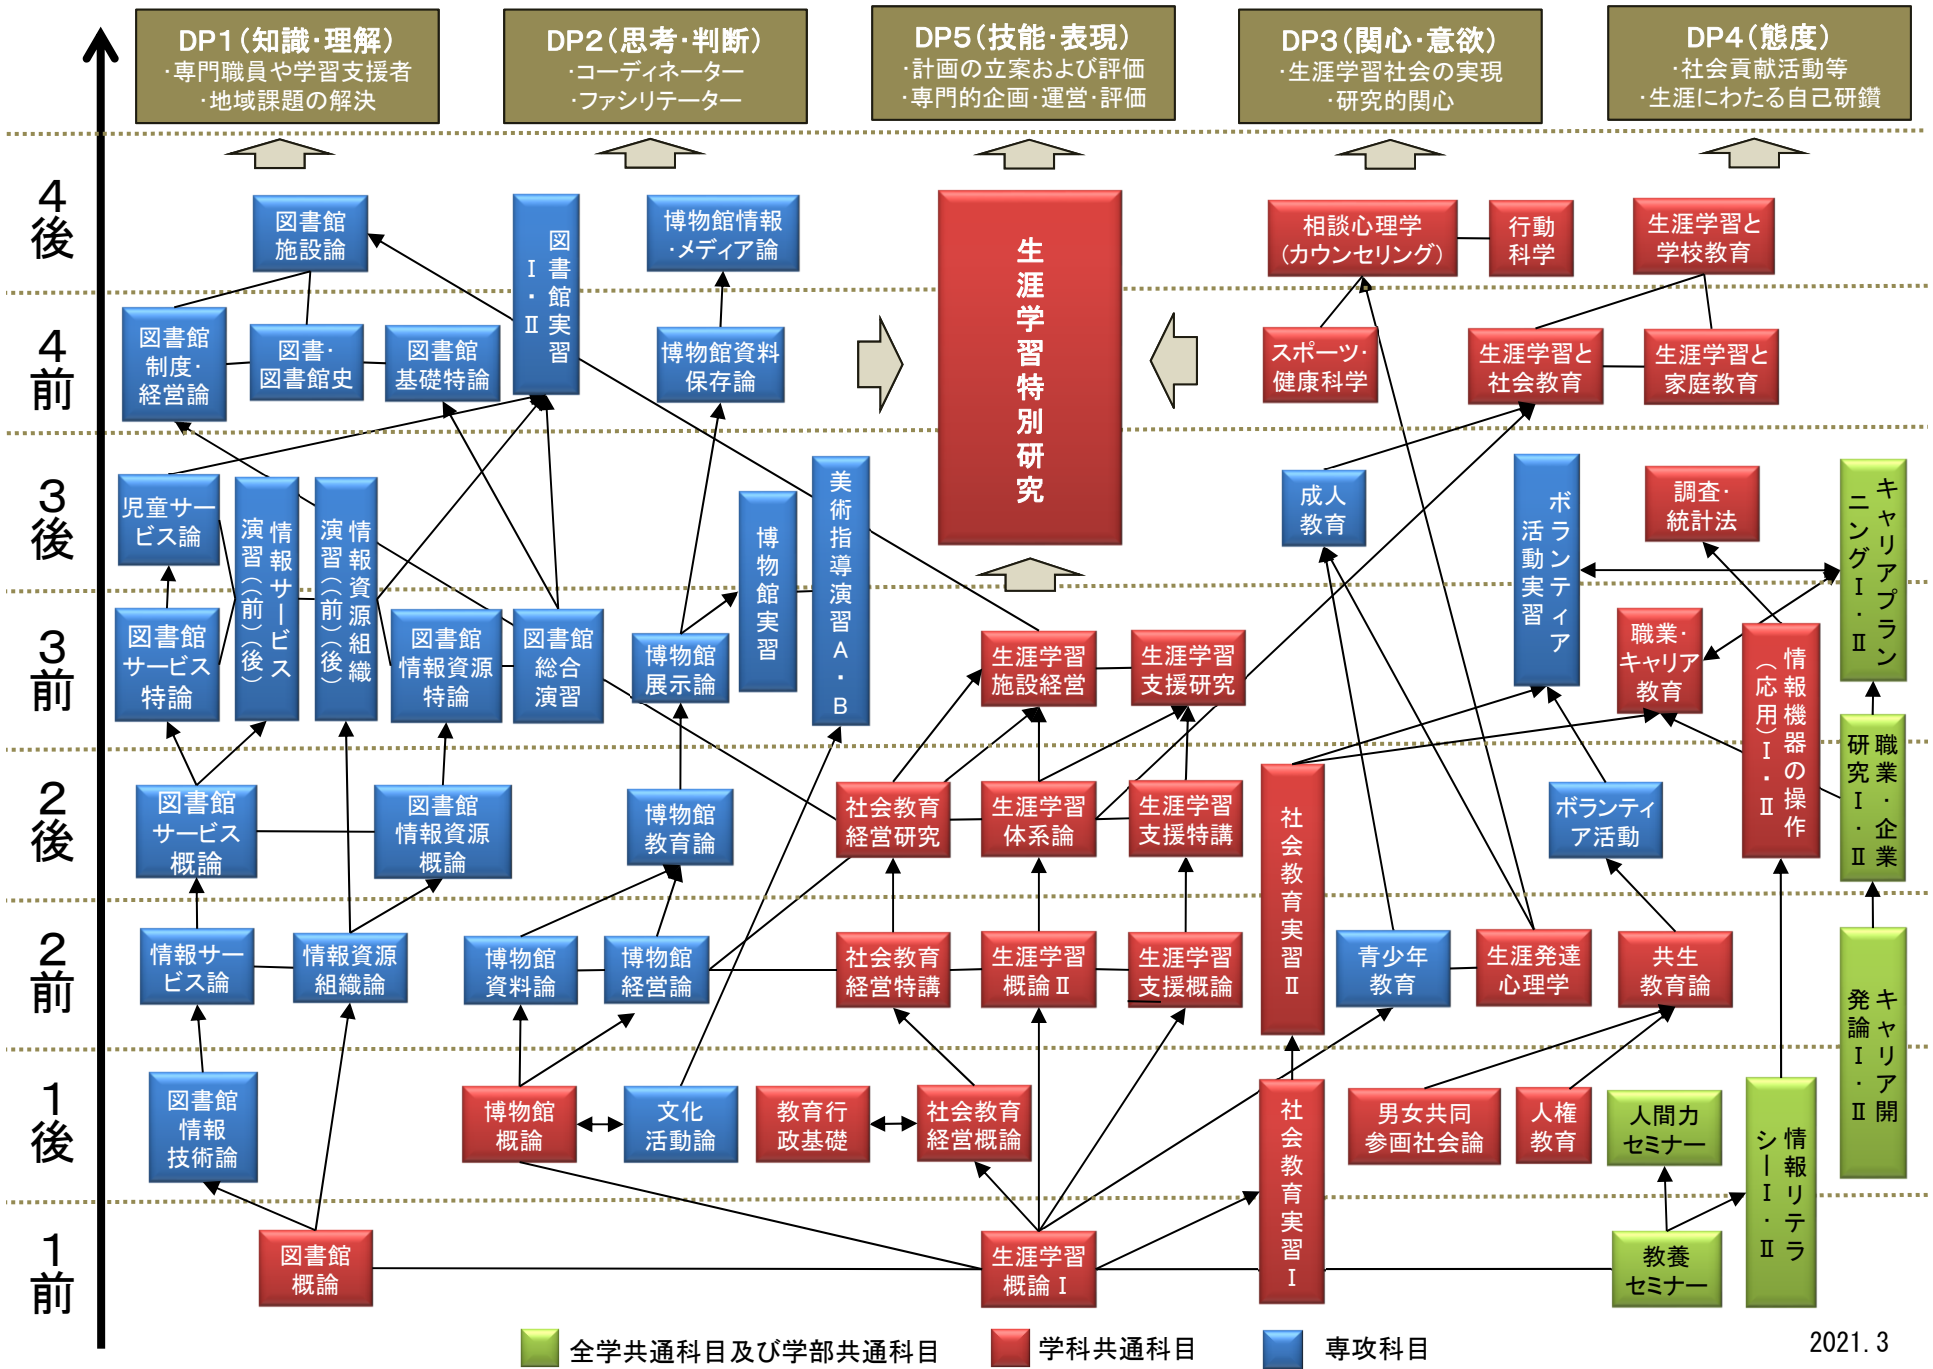 DP1(知識・理解)
・専門職員や学習支援者
・地域課題の解決
DP2(思考・判断)
・コーディネーター
・ファシリテーター
DP5(技能・表現)
・計画の立案および評価
・専門的企画・運営・評価
DP3(関心・意欲)
・生涯学習社会の実現
・研究的関心
DP4(態度)
・社会貢献活動等
・生涯にわたる自己研鑽
4後
図書館
施設論
図書館実習
Ⅰ・Ⅱ
博物館情報
・メディア論
生涯学習特別研究
相談心理学
(カウンセリング)
行動
科学
生涯学習と
学校教育
4前
図書館
制度・
経営論
図書・
図書館史
図書館
基礎特論
博物館資料
保存論
スポーツ・
健康科学
生涯学習と
社会教育
生涯学習と
家庭教育
3後
児童サー
ビス論
情報サービス
演習(前)(後)
情報資源組織
演習(前)(後)
博物館実習
美術指導演習A・B
成人
教育
ボランティア
活動実習
調査・
統計法
キャリアプラン
ニングⅠ・Ⅱ
3前
図書館
サービス
特論
図書館
情報資源
特論
図書館
総合
演習
博物館
展示論
生涯学習
施設経営
生涯学習
支援研究
職業・
キャリア
教育
情報機器の操作
(応用)Ⅰ・Ⅱ
職業・企業
研究Ⅰ・Ⅱ
2後
図書館
サービス
概論
図書館
情報資源
概論
博物館
教育論
社会教育
経営研究
生涯学習
体系論
生涯学習
支援特講
社会教育実習Ⅱ
ボランティ
ア活動
2前
情報サー
ビス論
情報資源
組織論
博物館
資料論
博物館
経営論
社会教育
経営特講
生涯学習
概論Ⅱ
生涯学習
支援概論
青少年
教育
生涯発達
心理学
共生
教育論
キャリア開
発論Ⅰ・Ⅱ
1後
図書館
情報
技術論
博物館
概論
文化
活動論
教育行
政基礎
社会教育
経営概論
社会教育実習Ⅰ
男女共同
参画社会論
人権
教育
人間力
セミナー
情報リテラ
シーⅠ・Ⅱ
1前
図書館
概論
生涯学習
概論Ⅰ
教養
セミナー
全学共通科目及び学部共通科目
学科共通科目
専攻科目
2021.3